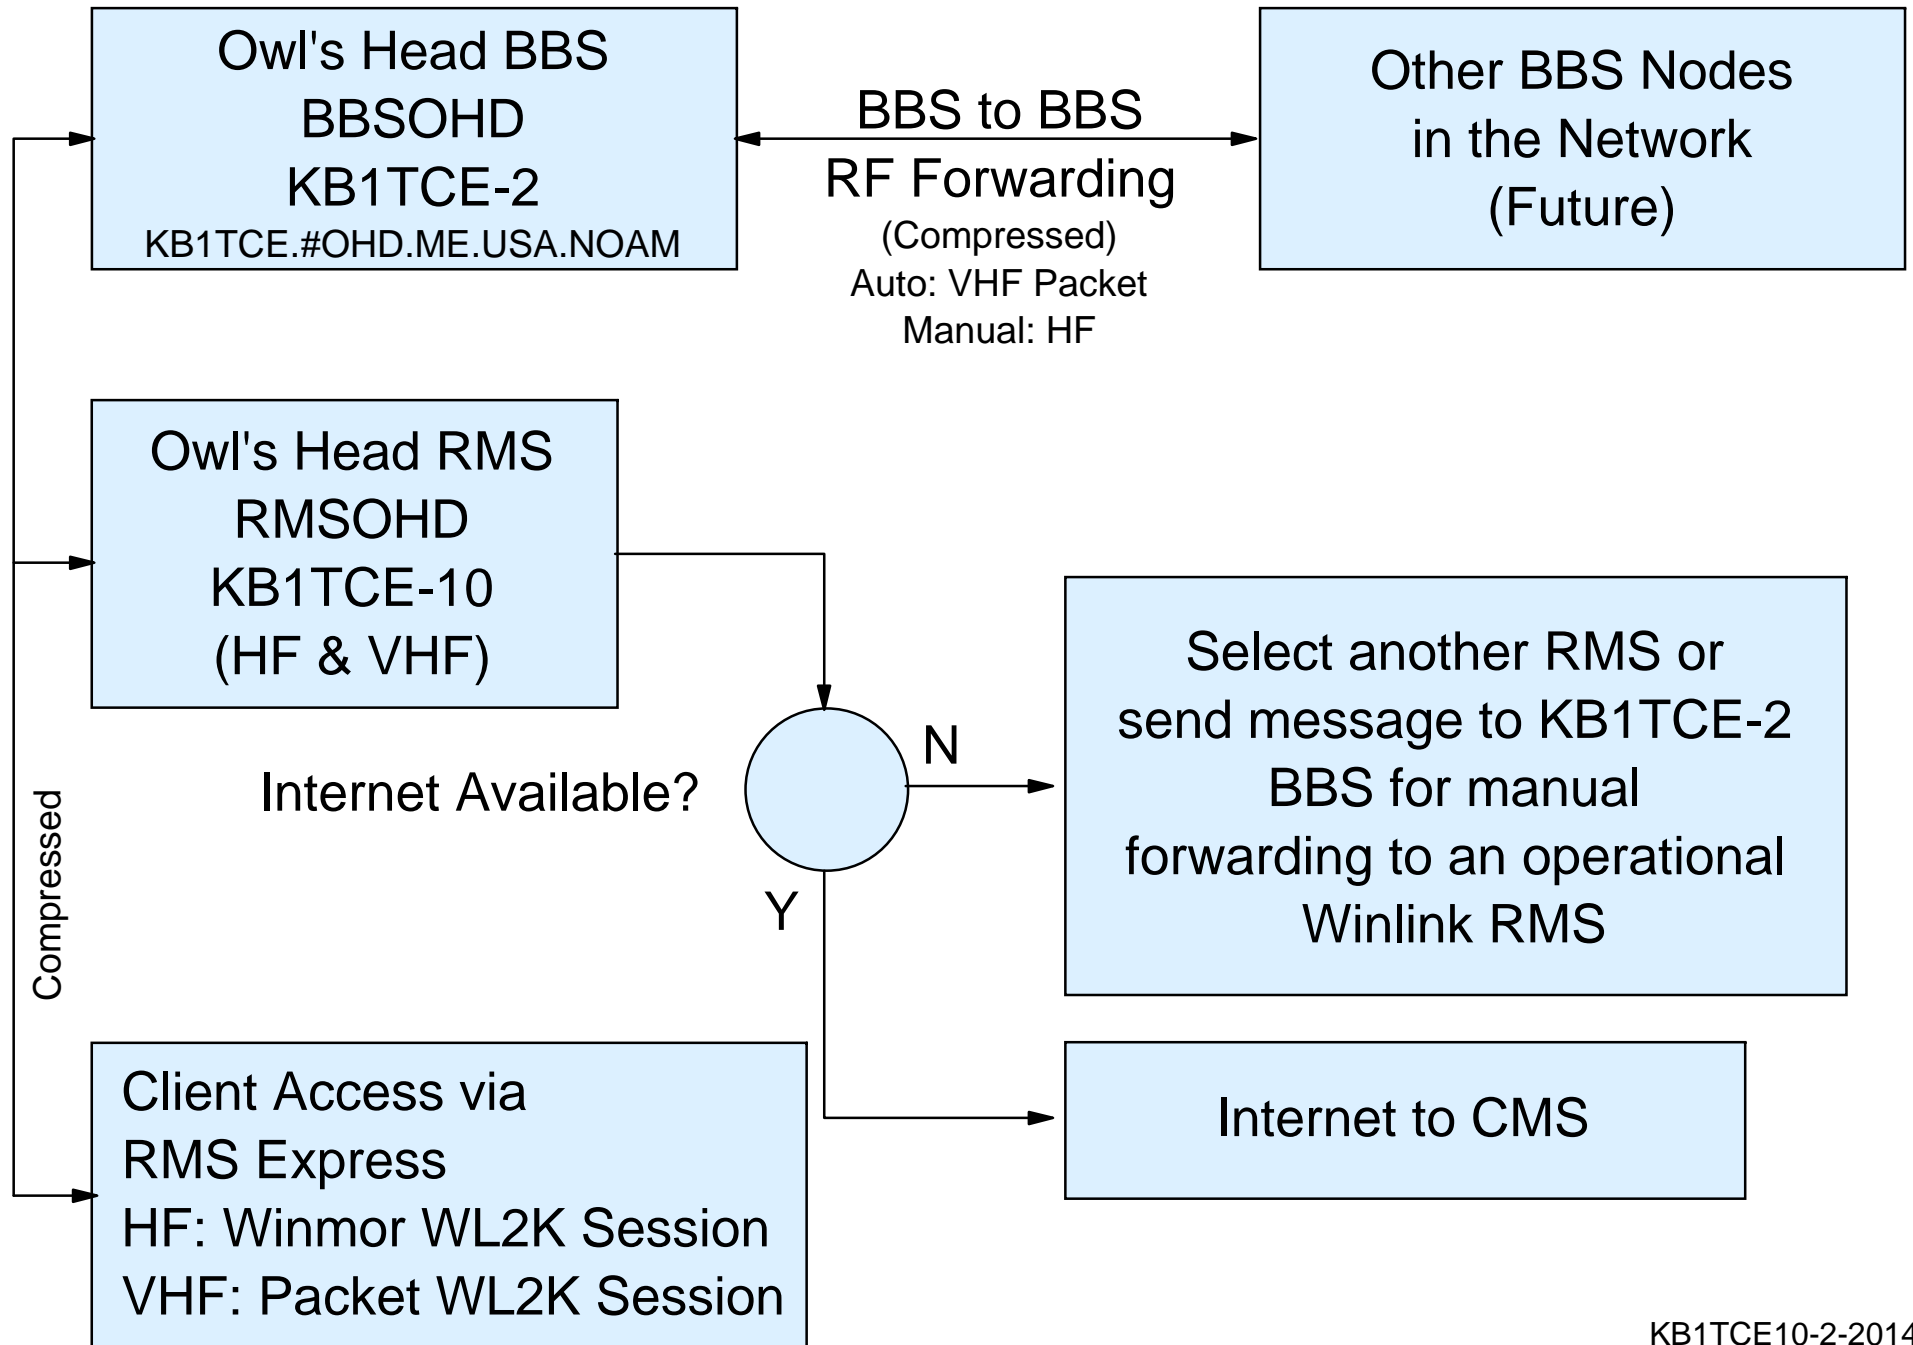 Owl's Head BBS
BBSOHD
KB1TCE-2
KB1TCE.#OHD.ME.USA.NOAM
BBS to BBS
RF Forwarding
(Compressed)
Auto: VHF Packet
Manual: HF
Other BBS Nodes
in the Network
(Future)
Owl's Head RMS
RMSOHD
KB1TCE-10
(HF & VHF)
Internet Available?
N
Y
Select another RMS or
send message to KB1TCE-2
BBS for manual
forwarding to an operational
Winlink RMS
Compressed
Client Access via
RMS Express
HF: Winmor WL2K Session
VHF: Packet WL2K Session
Internet to CMS
KB1TCE10-2-2014